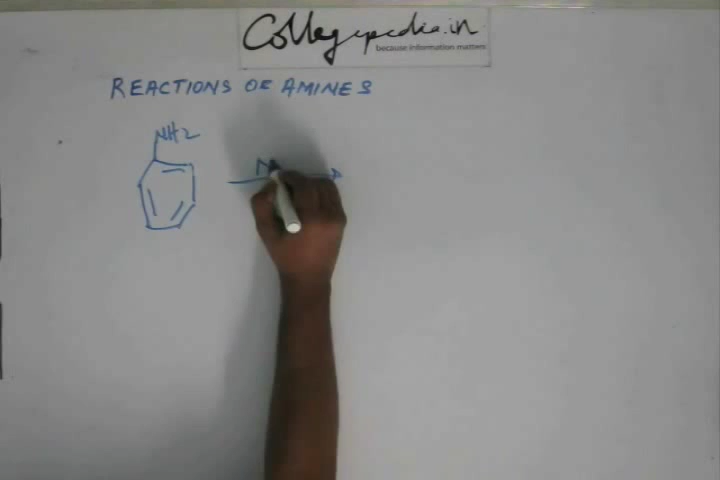 Collegepedia.in
because information matters
REACTIONS OF AMINES
NH2